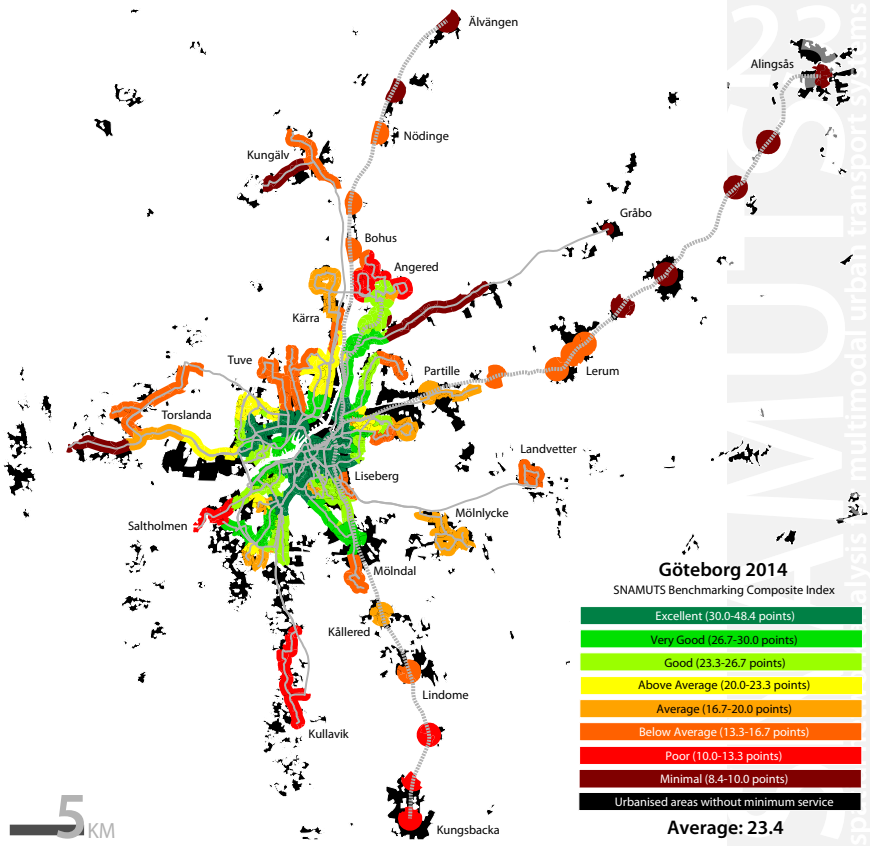 Älvängen
Alingsås
Nödinge
Kungälv
Gråbo
Bohus
Angered
Kärra
Tuve
Partille
Lerum
Torslanda
Landvetter
Liseberg
Mölnlycke
Saltholmen
Mölndal
Kållered
Lindome
Kullavik
Kungsbacka
Göteborg 2014
SNAMUTS Benchmarking Composite Index
Excellent (30.0-48.4 points)
Very Good (26.7-30.0 points)
Good (23.3-26.7 points)
Above Average (20.0-23.3 points)
Average (16.7-20.0 points)
Below Average (13.3-16.7 points)
Poor (10.0-13.3 points)
Minimal (8.4-10.0 points)
Urbanised areas without minimum service
Average: 23.4
5 KM
SNAMUTS 23